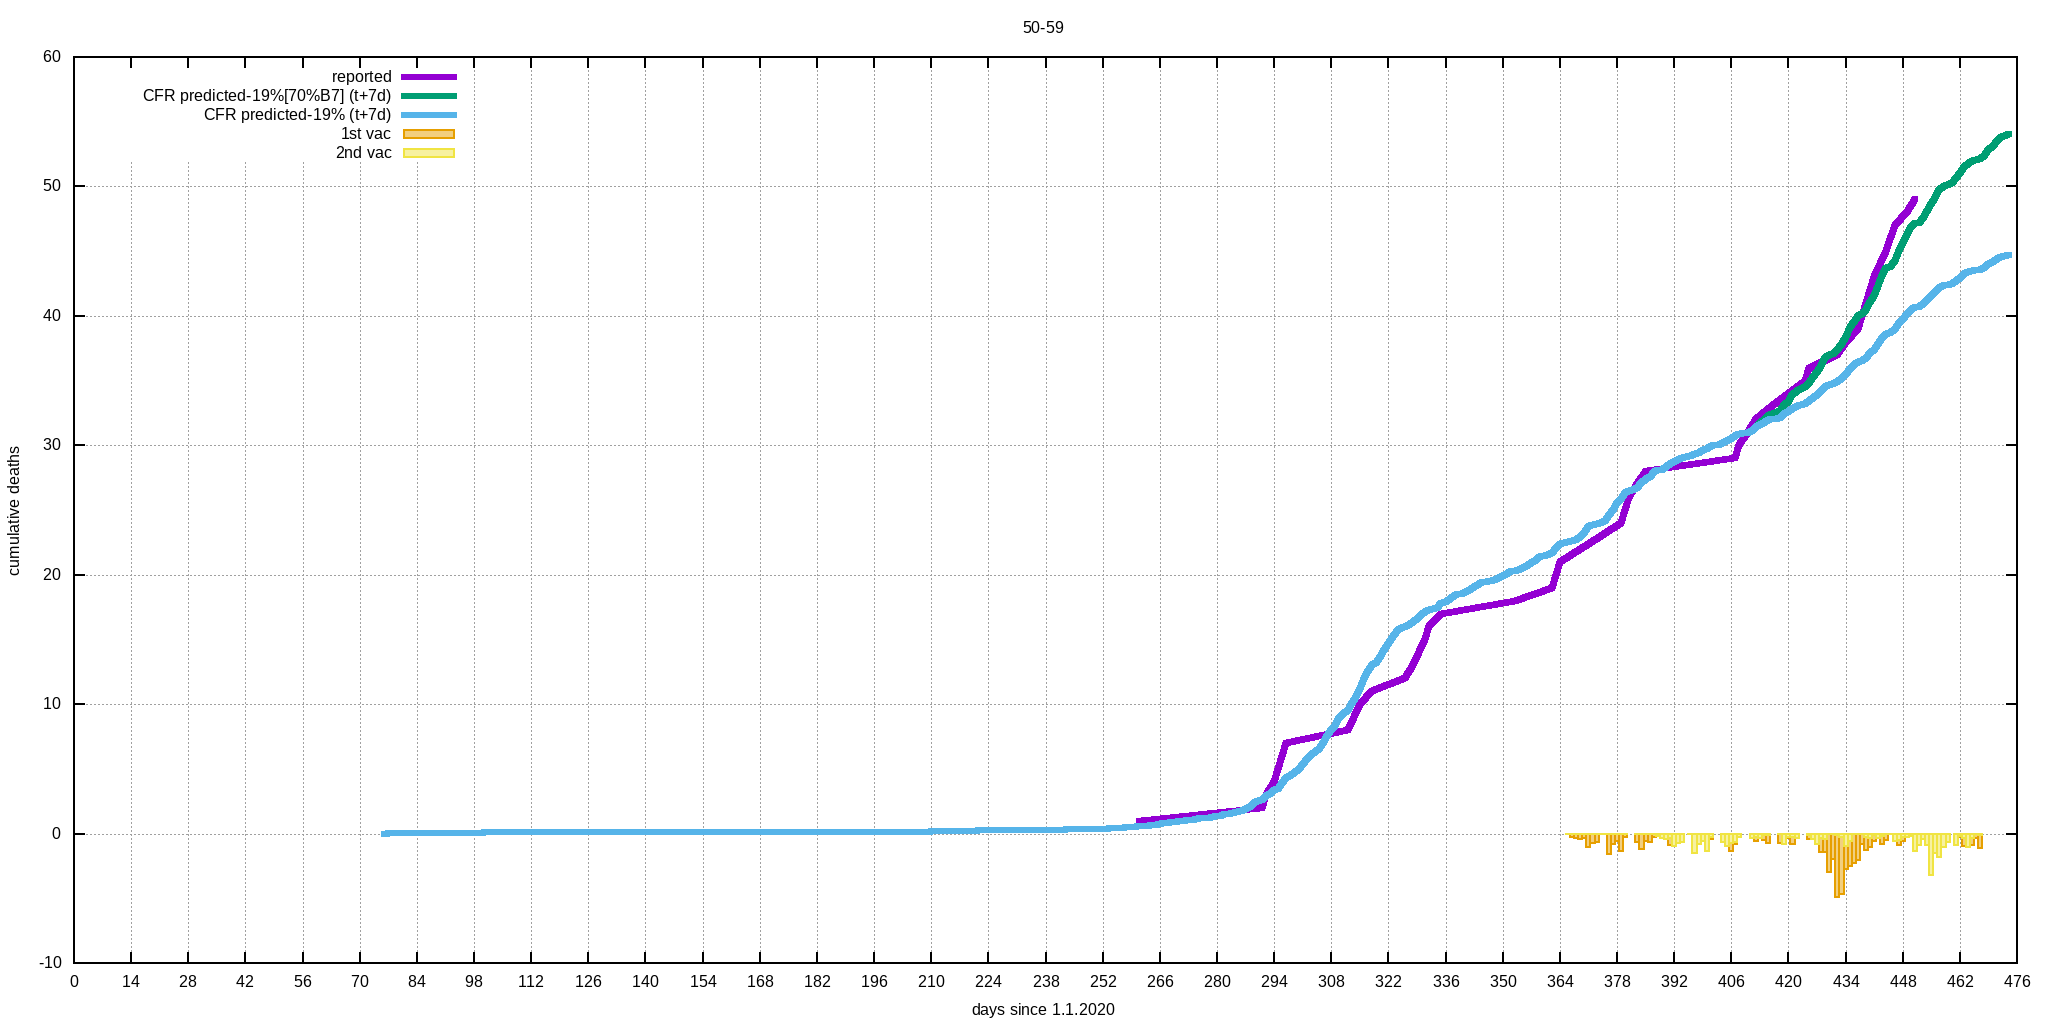 50-59
60
50
40
30
20
10
0
-10
cumulative deaths
reported
CFR predicted-19%[70%B7] (t+7d)
CFR predicted-19% (t+7d)
1st vac
2nd vac
0 14 28 42 56 70 84 98 112 126 140 154 168 182 196 210 224 238 252 266 280 294 308 322 336 350 364 378 392 406 420 434 448 462 476
days since 1.1.2020